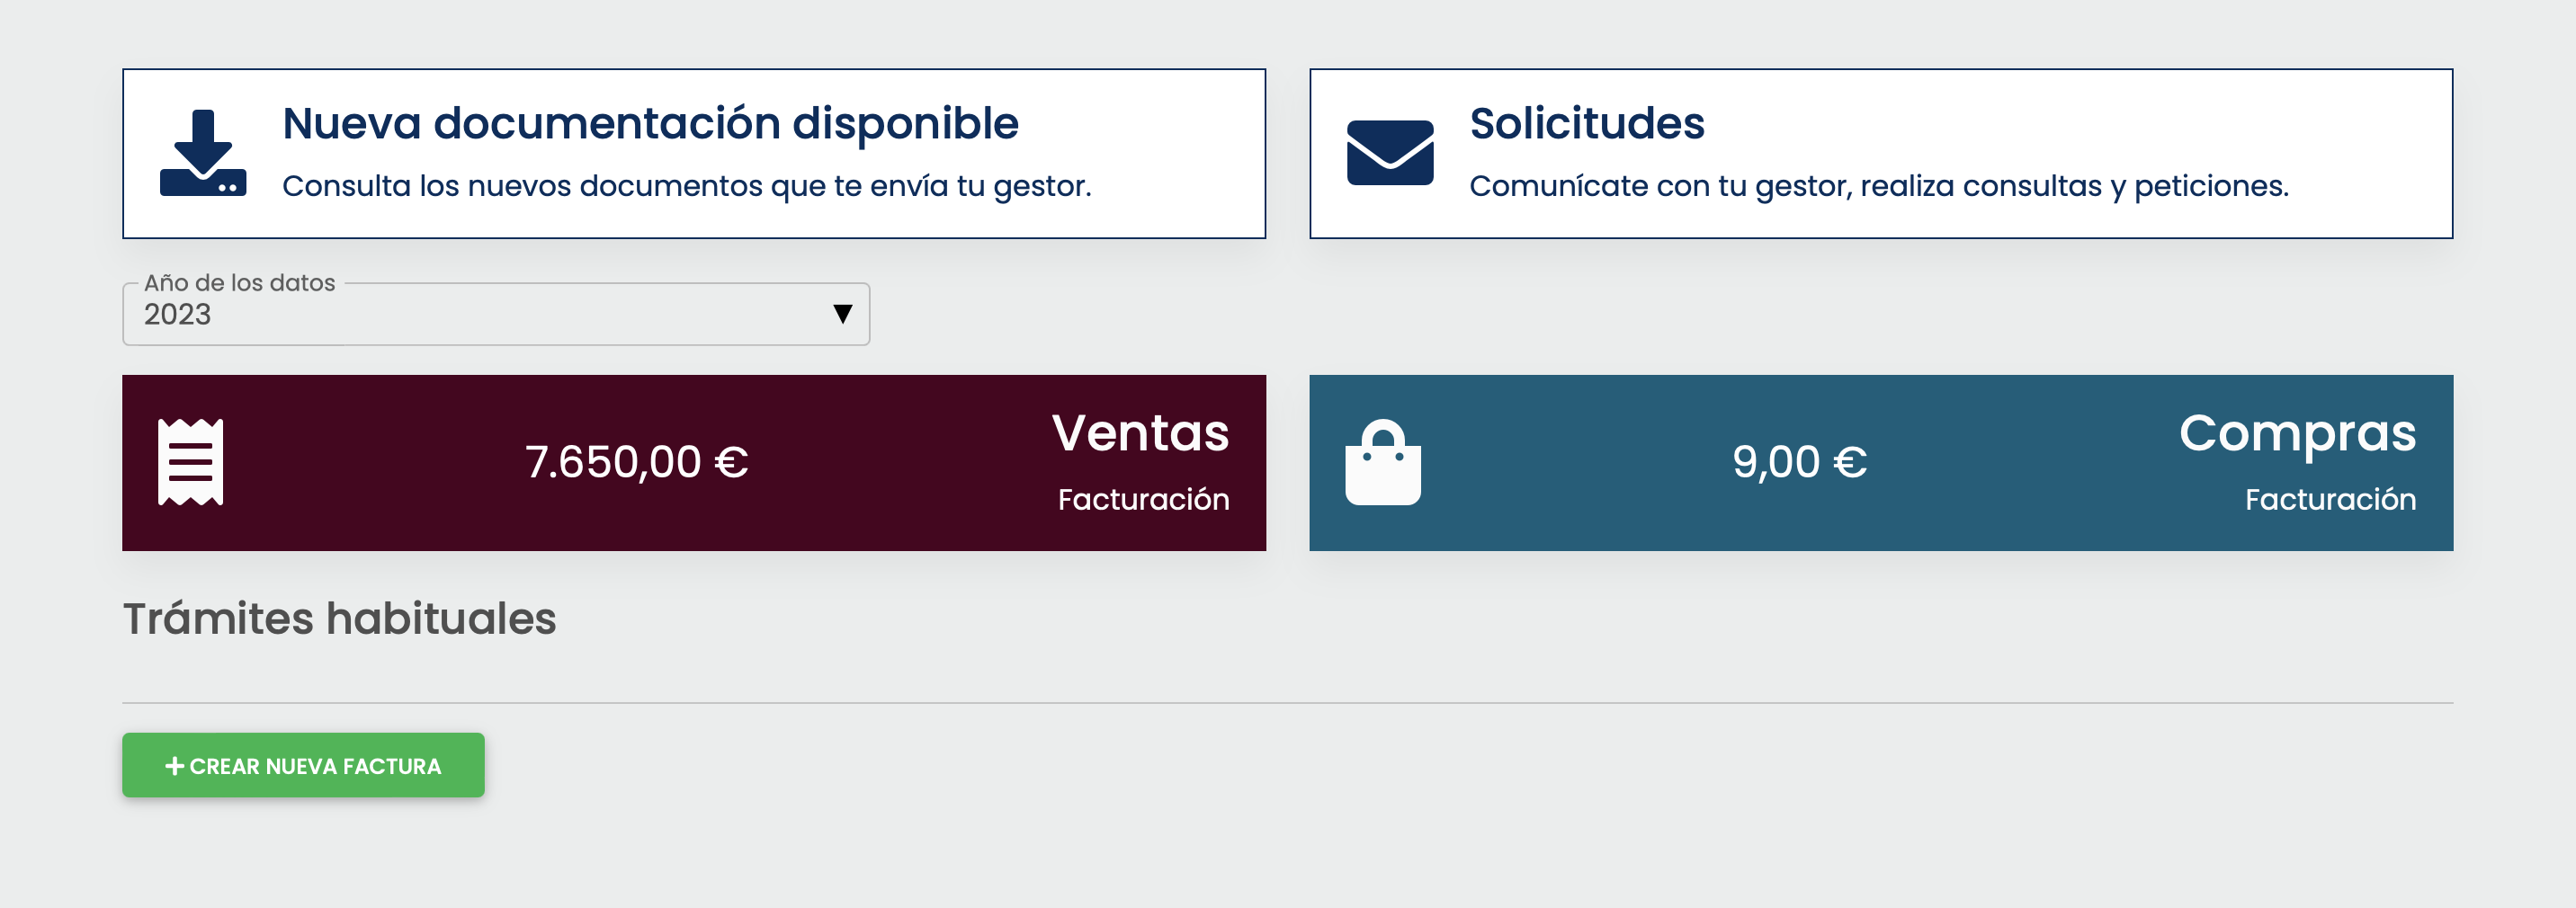 Nueva documentación disponible
Consulta los nuevos documentos que te envía tu gestor.
Solicitudes
Comunícate con tu gestor, realiza consultas y peticiones.
Año de los datos
2023
7.650,00 €
Ventas
Facturación
9,00 €
Compras
Facturación
Trámites habituales
CREAR NUEVA FACTURA